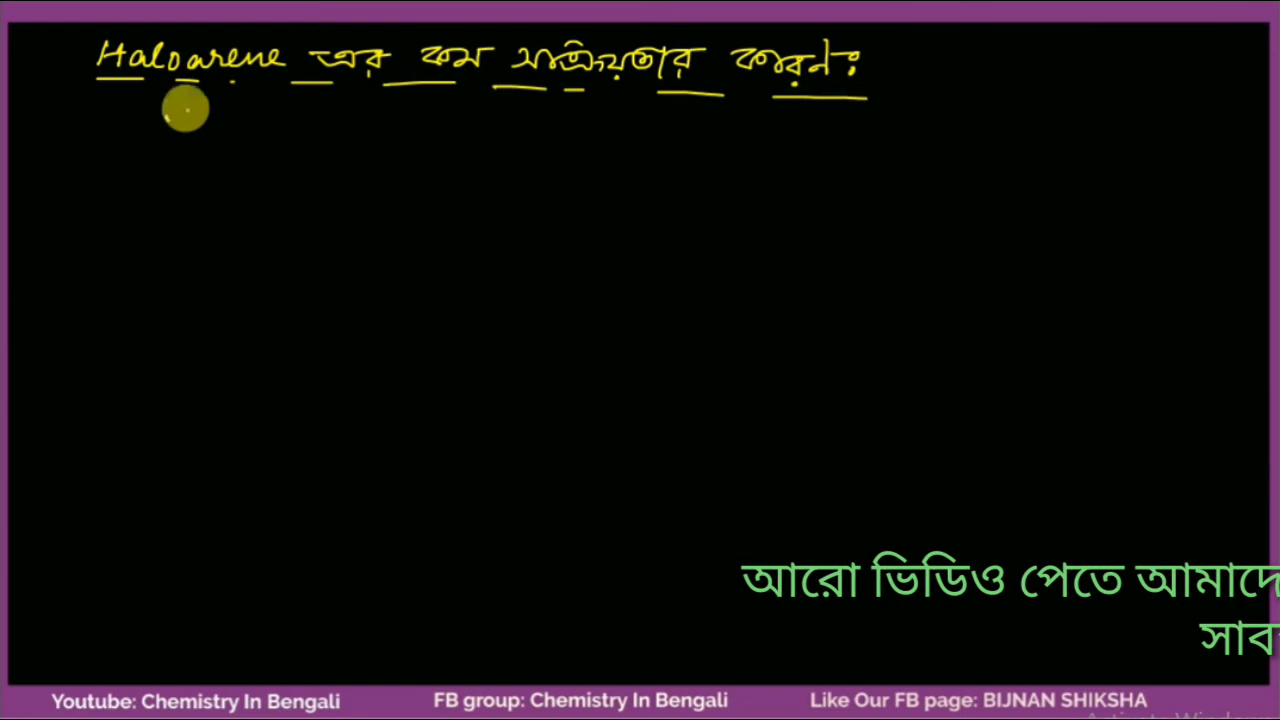 Haloarene এর কম সক্রিয়তার কারণঃ
আরো ভিডিও পেতে আমাদে
সাব
Youtube: Chemistry In Bengali FB group: Chemistry In Bengali Like Our FB page: BIJNAN SHIKSHA